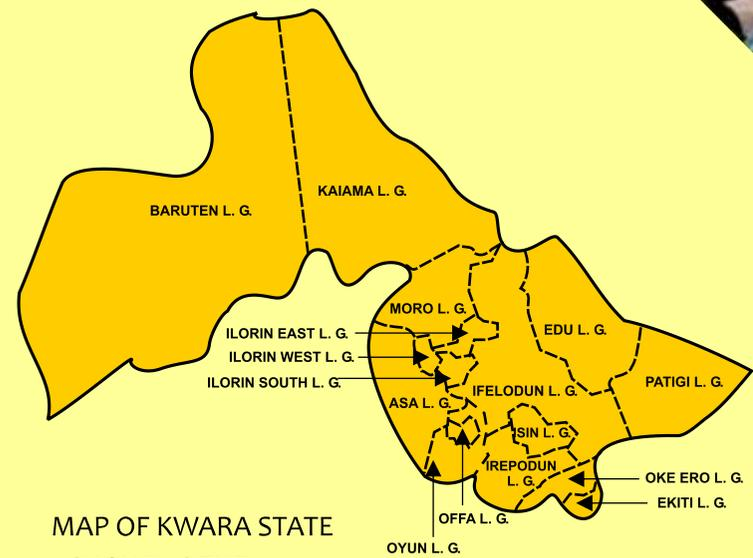 BARUTEN L. G.
KAIAMA L. G.
MORO L. G.
ILORIN EAST L. G.
ILORIN WEST L. G.
ILORIN SOUTH L. G.
EDU L. G.
PATIGI L. G.
IFELODUN L. G.
ASA L. G.
SIN L. G.
IREPODUN
L. G.
OKE ERO L. G.
EKITI L. G.
OFFA L. G.
OYUN L. G.
MAP OF KWARA STATE